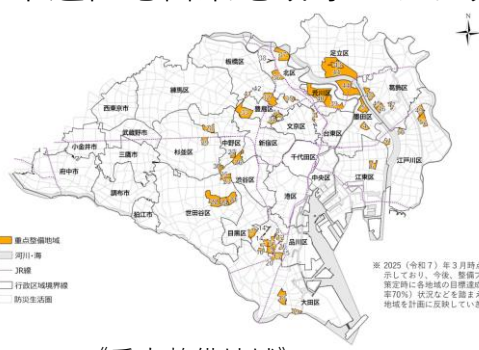 足立区
板橋区
北区
葛飾区
練馬区
荒川区
豊島区
文京区
墨田区
西東京市
台東区
武蔵野市
中野区
新宿区
小金井市
杉並区
千代田区
江戸川区
三鷹市
府中市
渋谷区
中央区
江東区
調布市
港区
世田谷区
狛江市
目黒区
品川区
大田区
重点整備地域
河川・海
JR線
行政区域境界線
防災生活圏
※ 2025（令和７）年３月時点
示しており、今後、整備プ
策定時に各地域の目標達成
率70%）状況などを踏まえ
地域を計画に反映していき